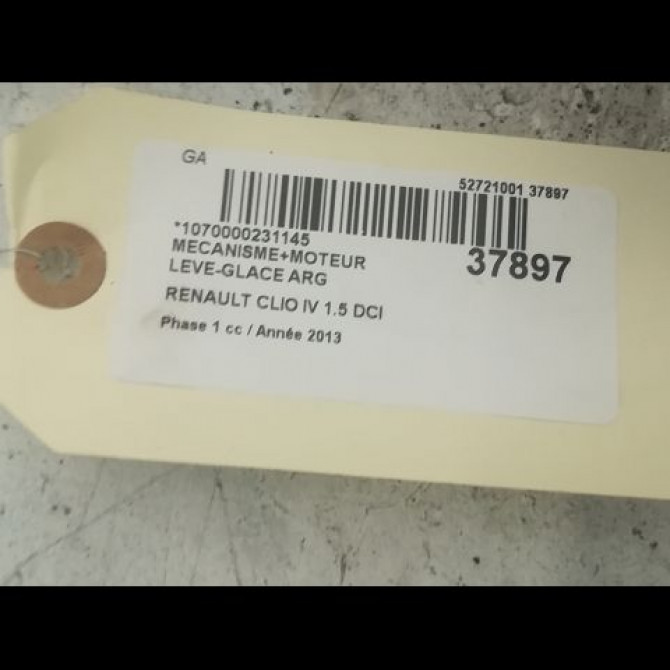 GA
52721001 37897
*1070000231145
MECANISME+MOTEUR
37897
LEVE-GLACE ARG
RENAULT CLIO IV 1.5 DCI
Phase 1 cc / Année 2013